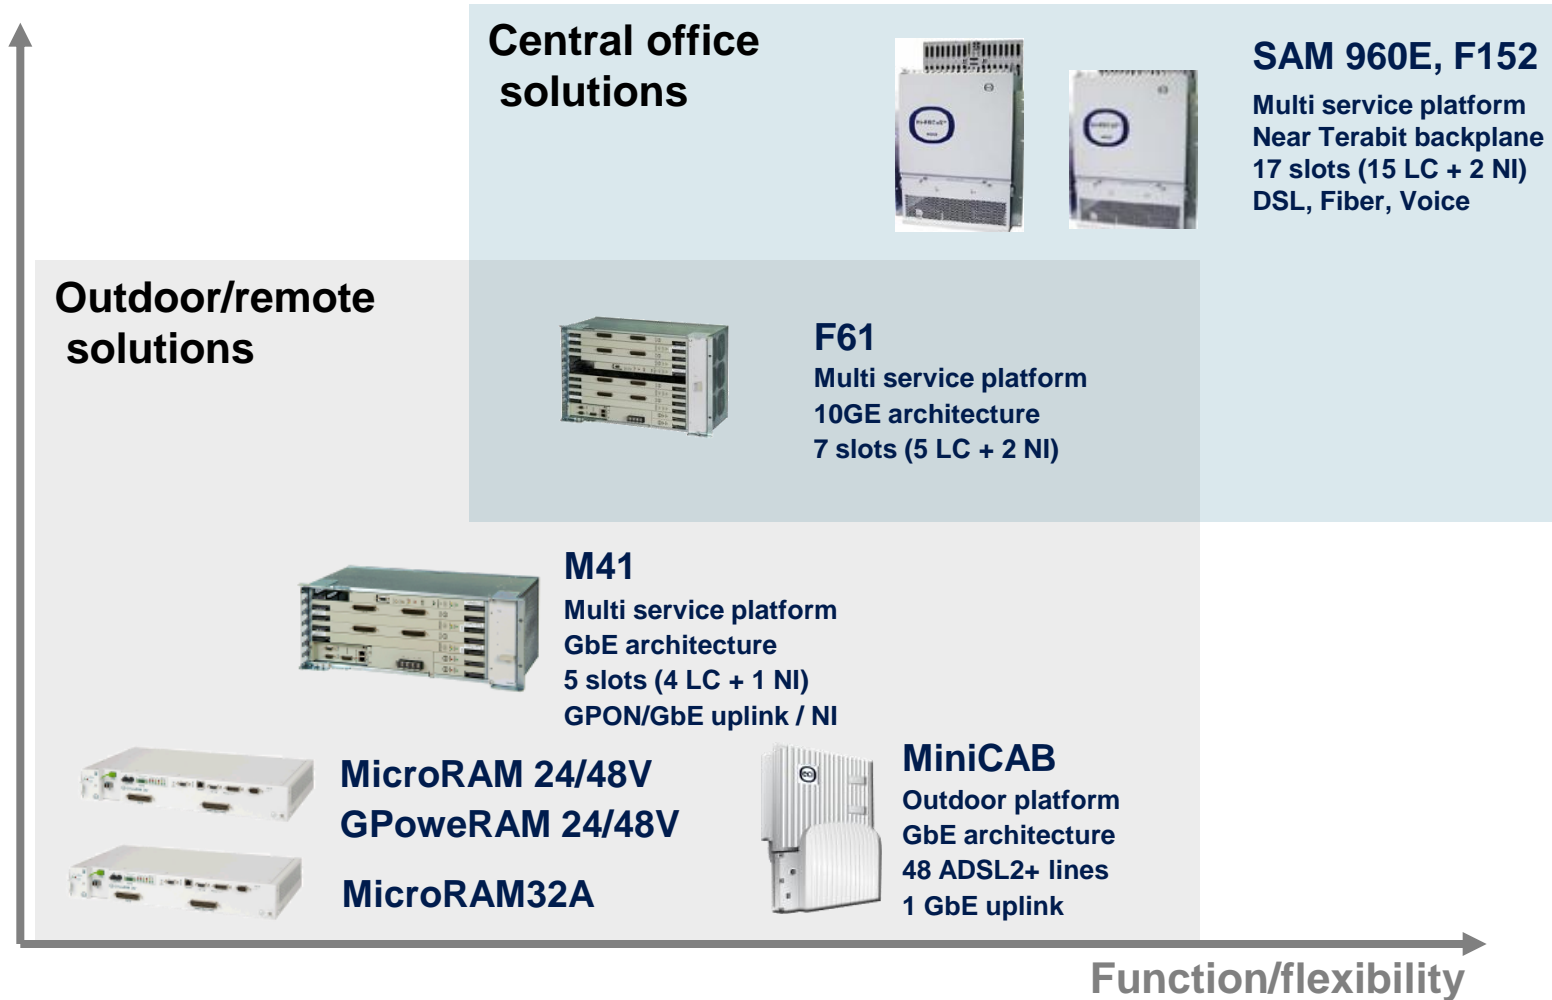 Central office
solutions
SAM 960E, F152
Multi service platform
Near Terabit backplane
17 slots (15 LC + 2 NI)
DSL, Fiber, Voice
Outdoor/remote
solutions
F61
Multi service platform
10GE architecture
7 slots (5 LC + 2 NI)
M41
Multi service platform
GbE architecture
5 slots (4 LC + 1 NI)
GPON/GbE uplink / NI
MicroRAM 24/48V
GPoweRAM 24/48V
MicroRAM32A
MiniCAB
Outdoor platform
GbE architecture
48 ADSL2+ lines
1 GbE uplink
Function/flexibility